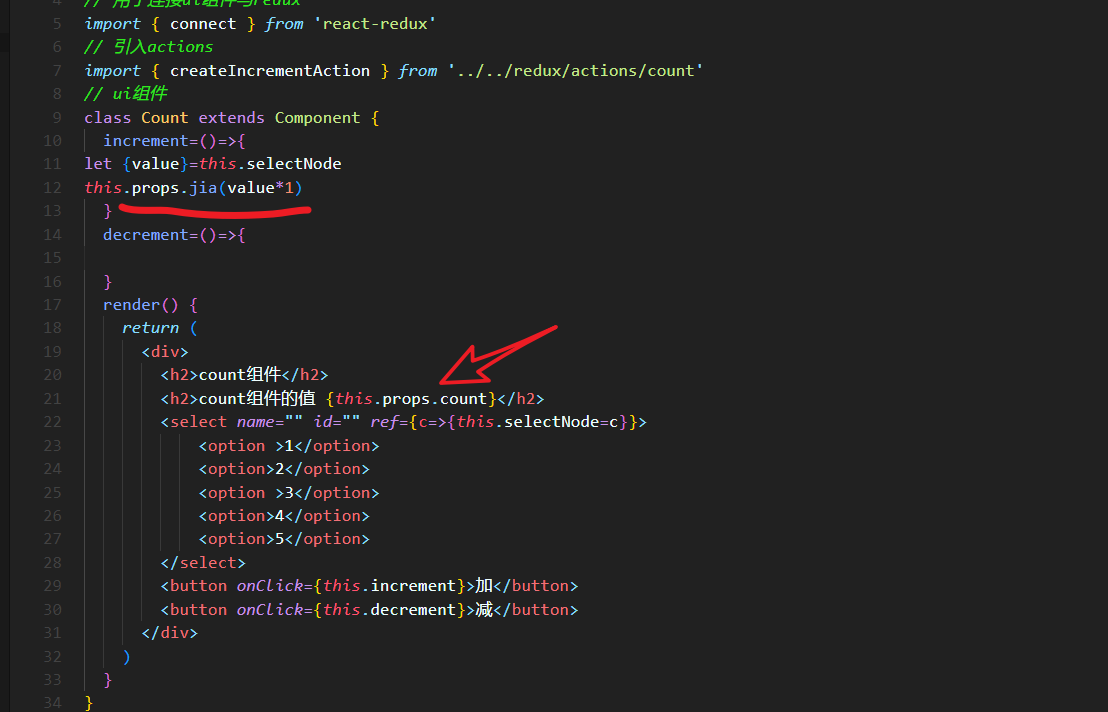 4 // 用于连接ui组件与redux
5 import { connect } from 'react-redux'
6 // 引入actions
7 import { createIncrementAction } from '../../redux/actions/count'
8 // ui组件
9 class Count extends Component {
10 increment=()=>{
11 let {value}=this.selectNode
12 this.props.jia(value*1)
13 }
14 decrement=()=>{
15
16 }
17 render() {
18 return (
19 <div>
20 <h2>count组件</h2>
21 <h2>count组件的值 {this.props.count}</h2>
22 <select name="" id="" ref={c=>{this.selectNode=c}}>
23 <option >1</option>
24 <option>2</option>
25 <option >3</option>
26 <option>4</option>
27 <option>5</option>
28 </select>
29 <button onClick={this.increment}>加</button>
30 <button onClick={this.decrement}>减</button>
31 </div>
32 )
33 }
34 }